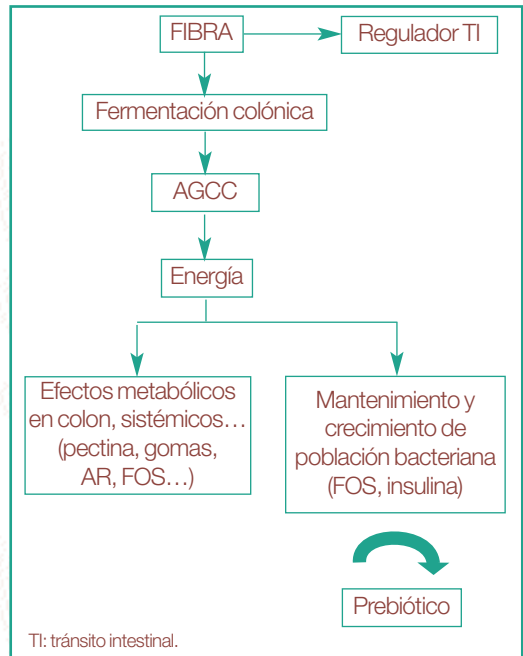 FIBRA
Regulador TI
Fermentación colónica
AGCC
Energía
Efectos metabólicos
en colon, sistémicos…
(pectina, gomas,
AR, FOS…)
Mantenimiento y
crecimiento de
población bacteriana
(FOS, insulina)
Prebiótico
TI: tránsito intestinal.